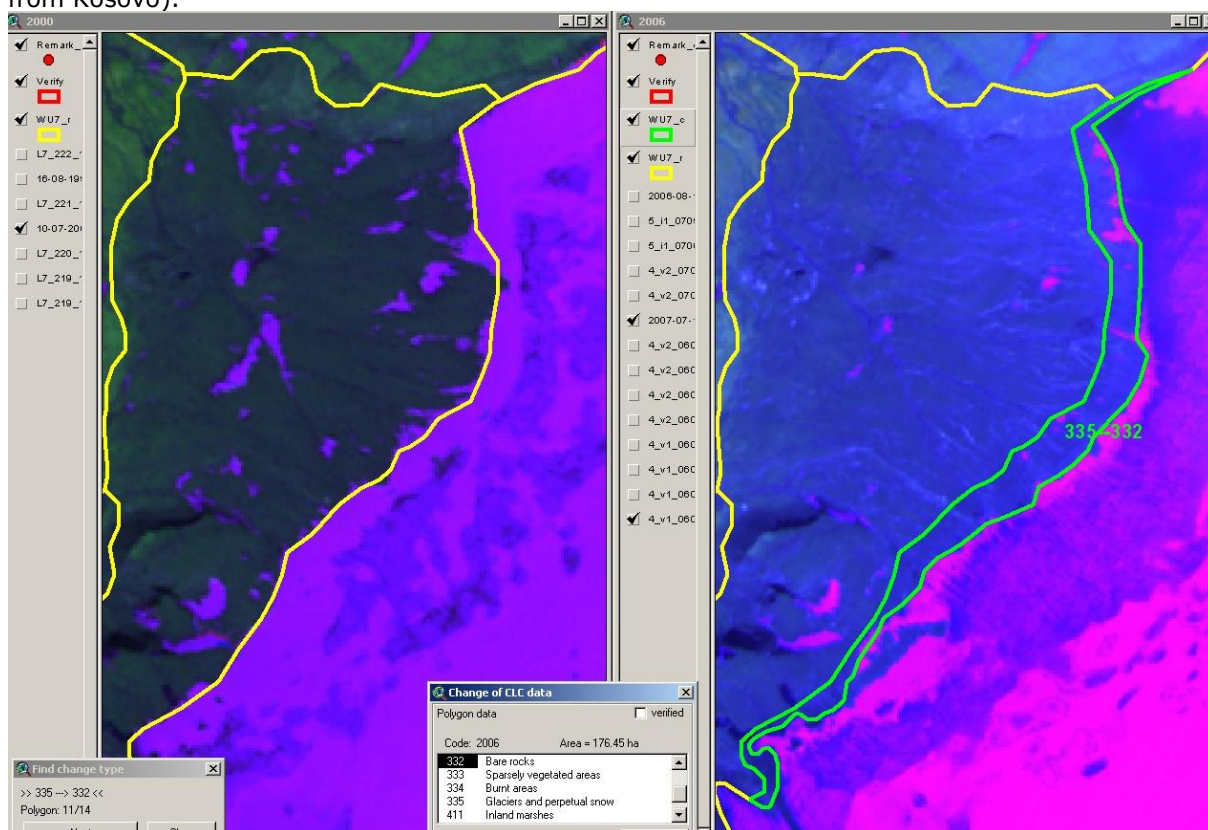 from Kosovo).
2000
Remark_
Verify
WU7_r
L7_222_
16-08-19
L7_221_
10-07-20
L7_220_
L7_219_
L7_219_
2006
Remark_
Verify
WU7_c
WU7_r
2006-08-
5_i1_070
5_i1_070
4_v2_070
4_v2_070
2007-07-
4_v2_060
4_v2_060
4_v2_060
4_v2_060
4_v1_060
4_v1_060
4_v1_060
4_v1_060
335--332
Find change type
>> 335 ---> 332 <<
Polygon: 11/14
Change of CLC data
Polygon data
verified
Code: 2006 Area = 176.45 ha
332 Bare rocks
333 Sparsely vegetated areas
334 Burnt areas
335 Glaciers and perpetual snow
411 Inland marshes